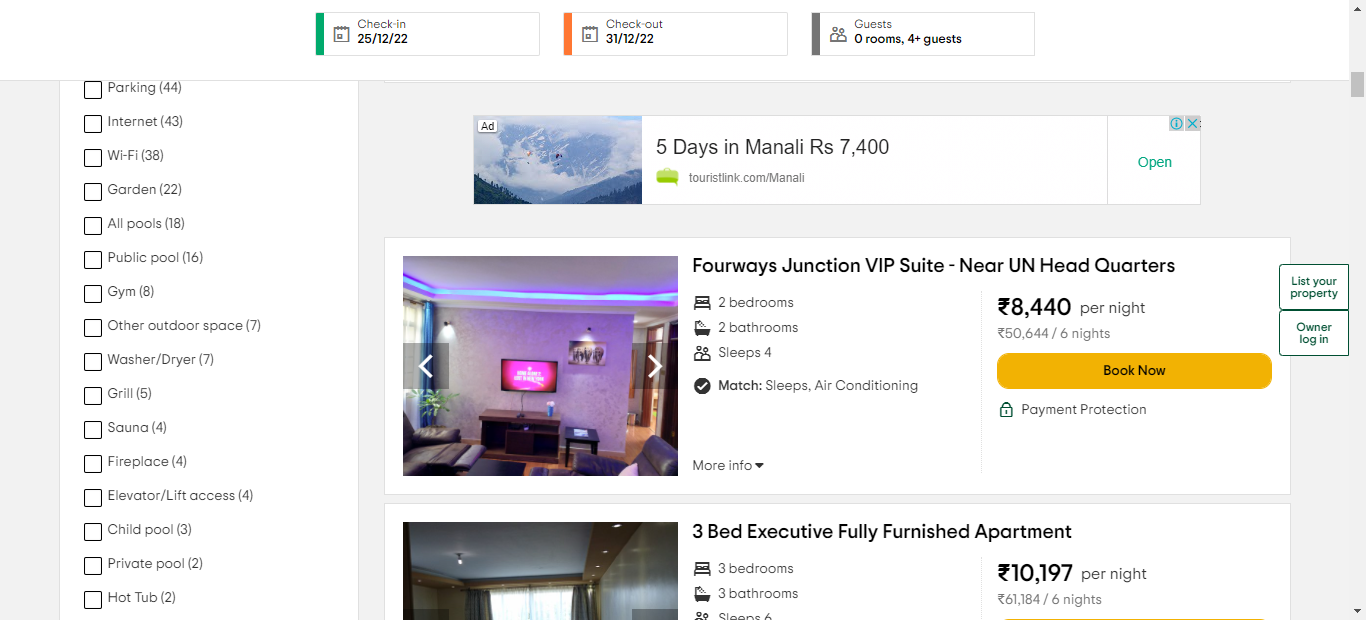 Check-in
25/12/22
Check-out
31/12/22
Guests
0 rooms, 4+ guests
Parking (44)
Internet (43)
Wi-Fi (38)
Garden (22)
All pools (18)
Public pool (16)
Gym (8)
Other outdoor space (7)
Washer/Dryer (7)
Grill (5)
Sauna (4)
Fireplace (4)
Elevator/Lift access (4)
Child pool (3)
Private pool (2)
Hot Tub (2)
Ad
5 Days in Manali Rs 7,400
touristlink.com/Manali
Open
Fourways Junction VIP Suite - Near UN Head Quarters
2 bedrooms
2 bathrooms
Sleeps 4
Match: Sleeps, Air Conditioning
More info
₹8,440 per night
₹50,644 / 6 nights
Book Now
Payment Protection
3 Bed Executive Fully Furnished Apartment
3 bedrooms
3 bathrooms
Sleeps 6
₹10,197 per night
₹61,184 / 6 nights
List your
property
Owner
log in